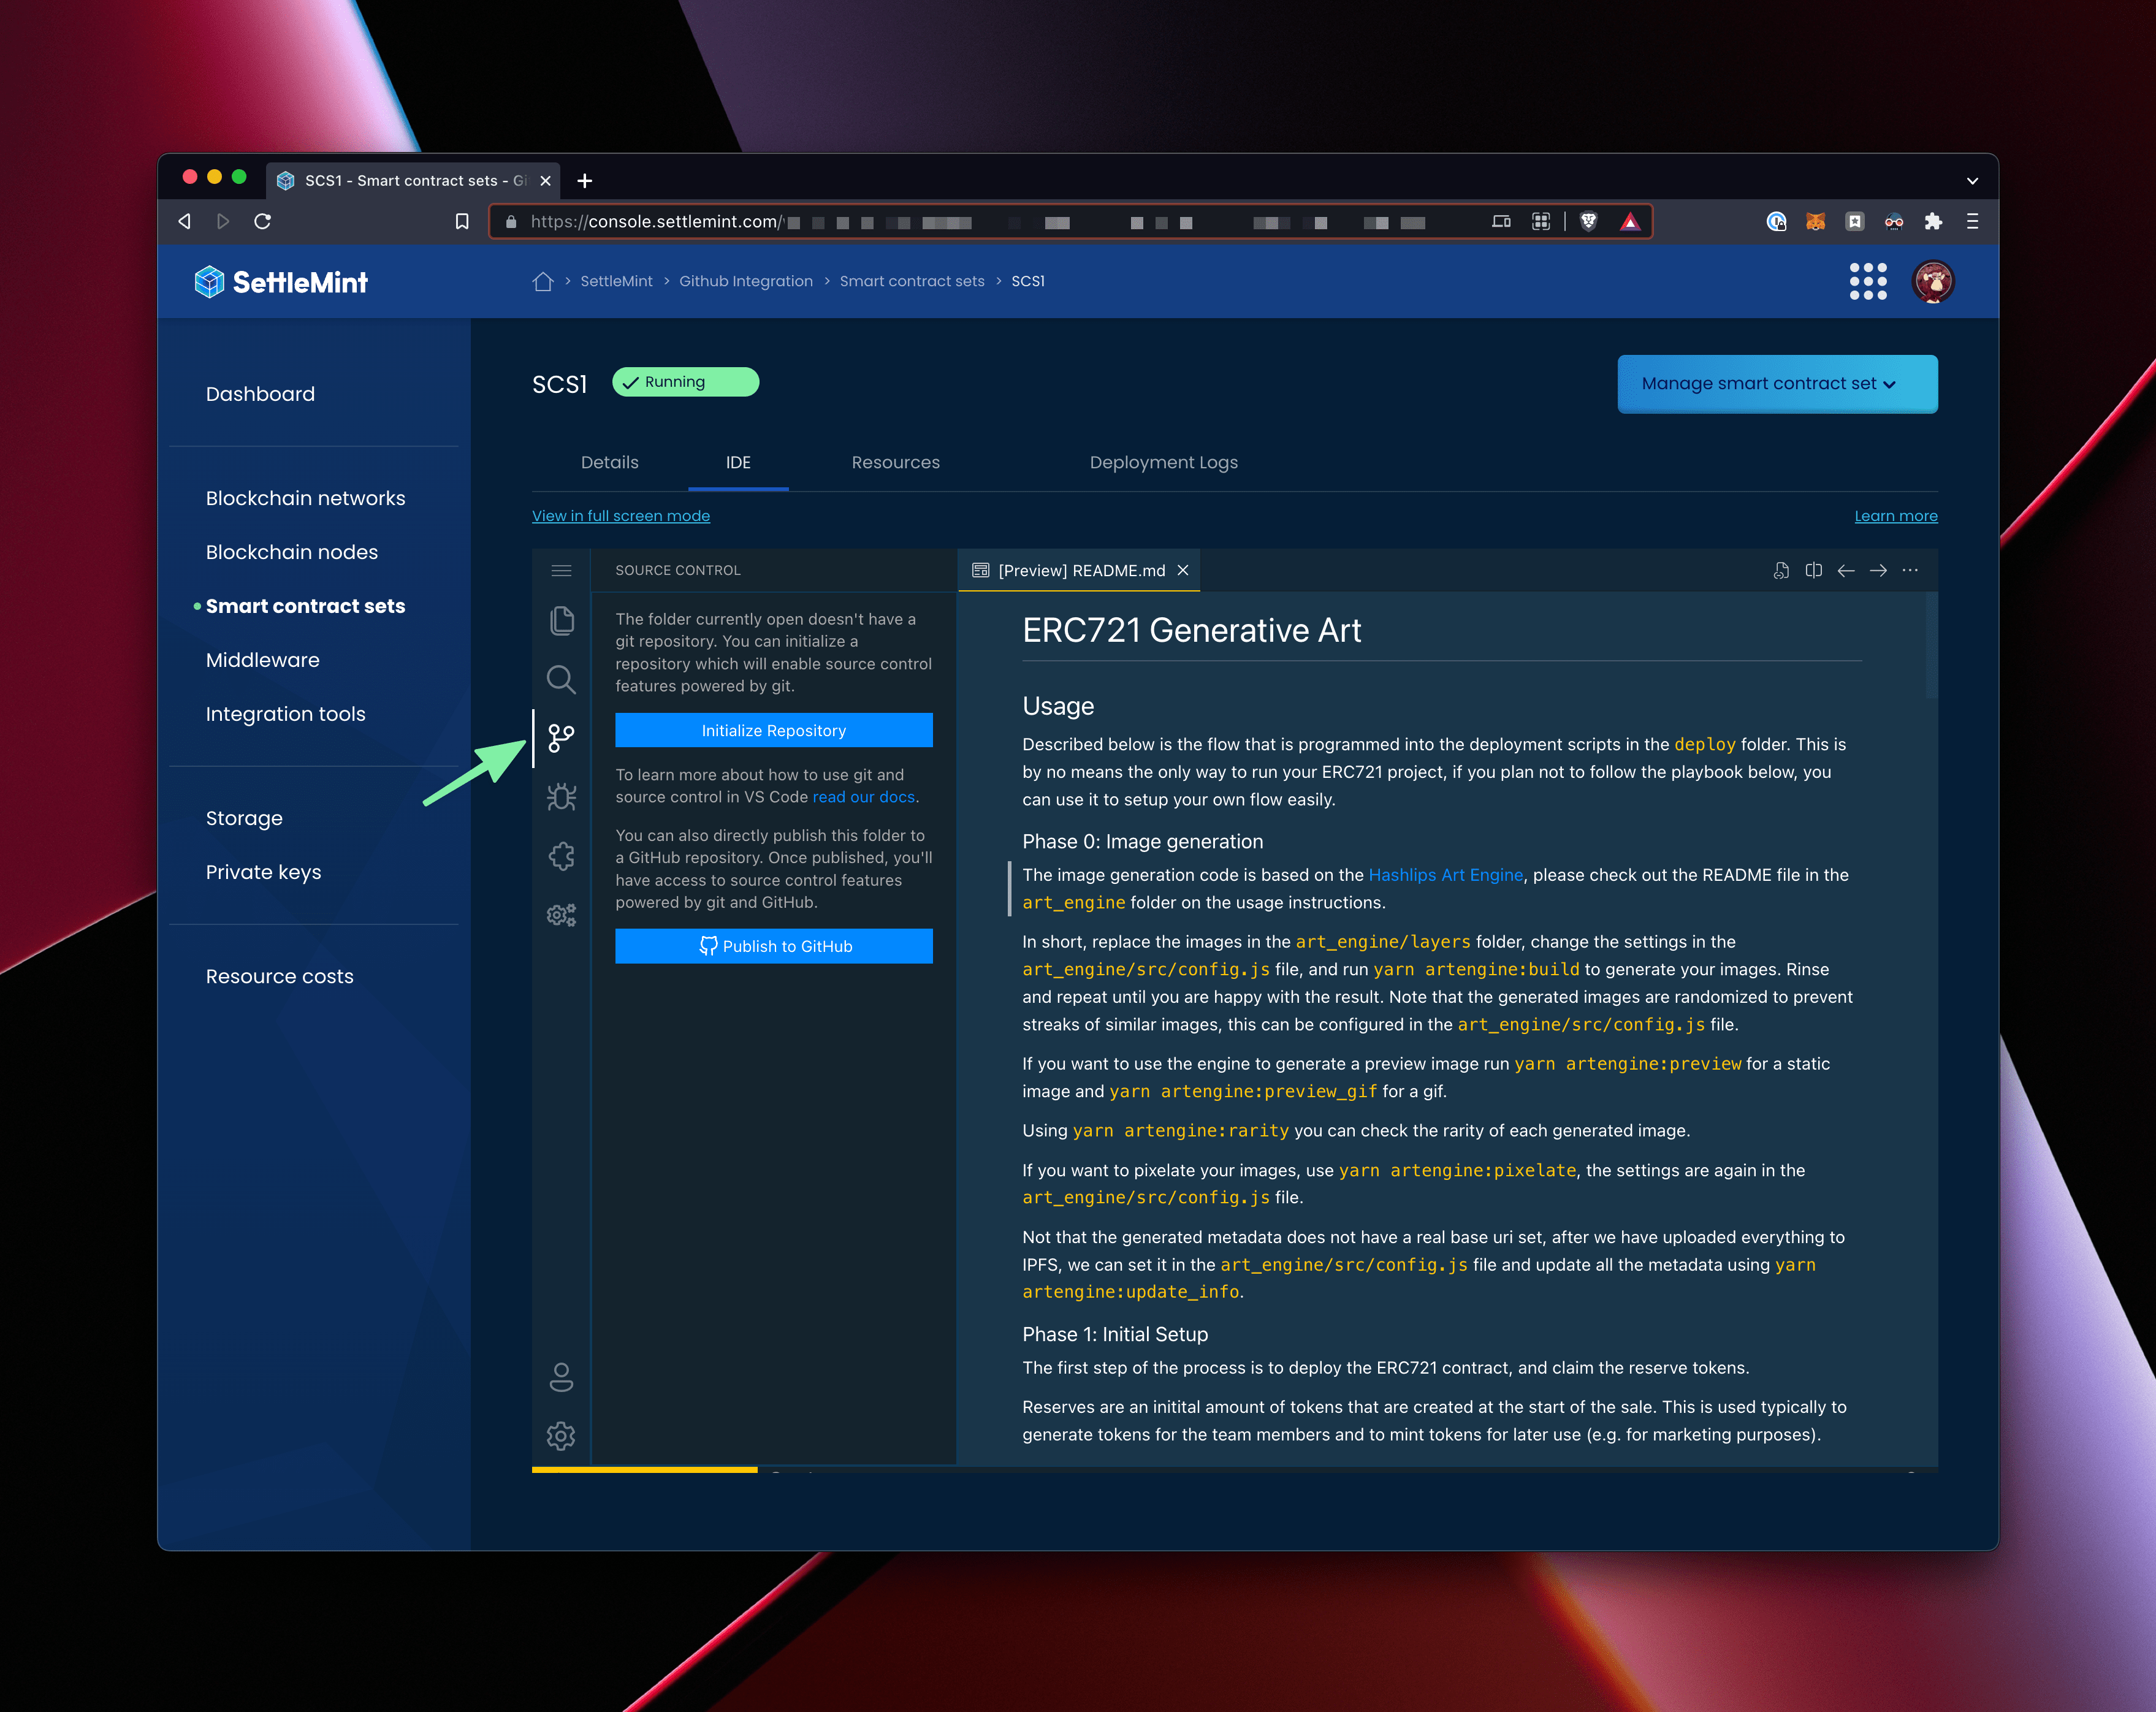 SCS1 - Smart contract sets - Gi
https://console.settlemint.com/
SettleMint
> SettleMint > Github Integration > Smart contract sets > SCS1
Dashboard
Blockchain networks
Blockchain nodes
Smart contract sets
Middleware
Integration tools
Storage
Private keys
Resource costs
SCS1
Running
Manage smart contract set
Details
IDE
Resources
Deployment Logs
View in full screen mode
Learn more
SOURCE CONTROL
The folder currently open doesn't have a
git repository. You can initialize a
repository which will enable source control
features powered by git.
Initialize Repository
To learn more about how to use git and
source control in VS Code read our docs.
You can also directly publish this folder to
a GitHub repository. Once published, you'll
have access to source control features
powered by git and GitHub.
Publish to GitHub
[Preview] README.md
ERC721 Generative Art
Usage
Described below is the flow that is programmed into the deployment scripts in the deploy folder. This is
by no means the only way to run your ERC721 project, if you plan not to follow the playbook below, you
can use it to setup your own flow easily.
Phase 0: Image generation
The image generation code is based on the Hashlips Art Engine, please check out the README file in the
art_engine folder on the usage instructions.
In short, replace the images in the art_engine/layers folder, change the settings in the
art_engine/src/config.js file, and run yarn artengine:build to generate your images. Rinse
and repeat until you are happy with the result. Note that the generated images are randomized to prevent
streaks of similar images, this can be configured in the art_engine/src/config.js file.
If you want to use the engine to generate a preview image run yarn artengine:preview for a static
image and yarn artengine:preview_gif for a gif.
Using yarn artengine:rarity you can check the rarity of each generated image.
If you want to pixelate your images, use yarn artengine:pixelate, the settings are again in the
art_engine/src/config.js file.
Not that the generated metadata does not have a real base uri set, after we have uploaded everything to
IPFS, we can set it in the art_engine/src/config.js file and update all the metadata using yarn
artengine:update_info.
Phase 1: Initial Setup
The first step of the process is to deploy the ERC721 contract, and claim the reserve tokens.
Reserves are an initital amount of tokens that are created at the start of the sale. This is used typically to
generate tokens for the team members and to mint tokens for later use (e.g. for marketing purposes).